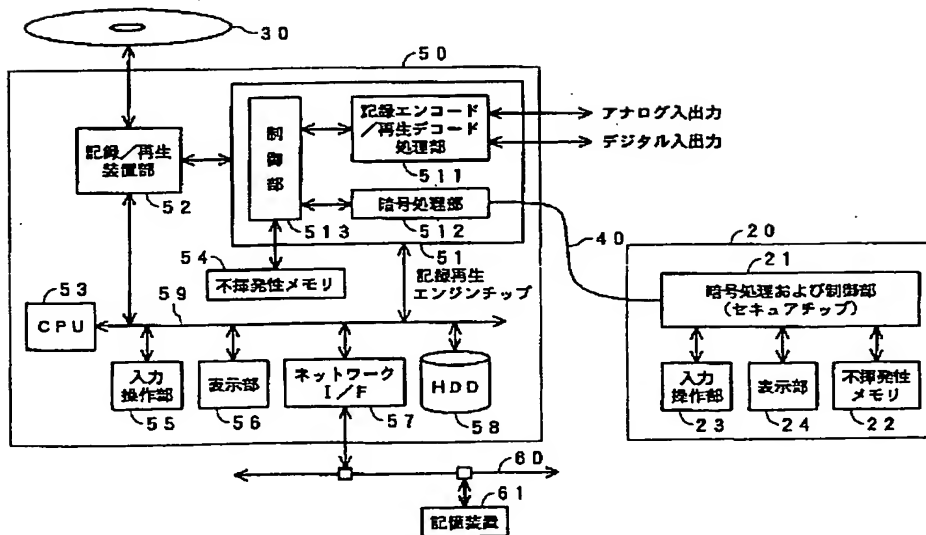 30
50
記録エンコード
/再生デコード
処理部
511
アナログ入出力
デジタル入出力
制御部
513
記録/再生
装置部
52
暗号処理部
512
51
記録再生
エンジンチップ
54
不揮発性メモリ
53
CPU
59
入力
操作部
55
表示部
56
ネットワーク
I/F
57
HDD
58
40
20
21
暗号処理および制御部
(セキュアチップ)
入力
操作部
23
表示部
24
不揮発性
メモリ
22
60
61
記憶装置